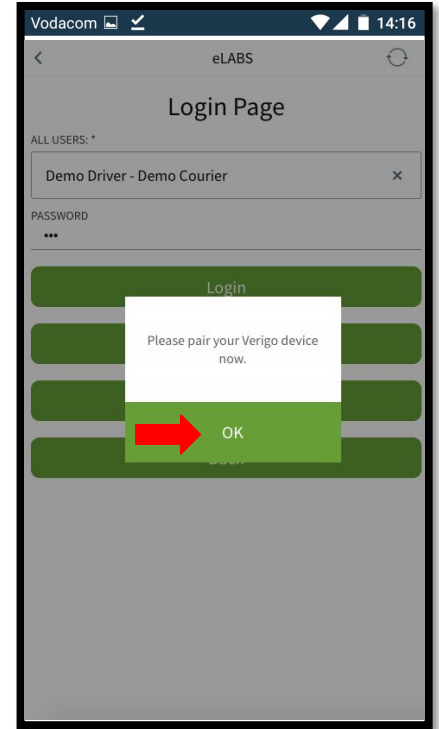 Vodacom 14:16
eLABS
Login Page
ALL USERS: *
Demo Driver - Demo Courier ×
PASSWORD
•••
Login
Please pair your Verigo device
now.
OK